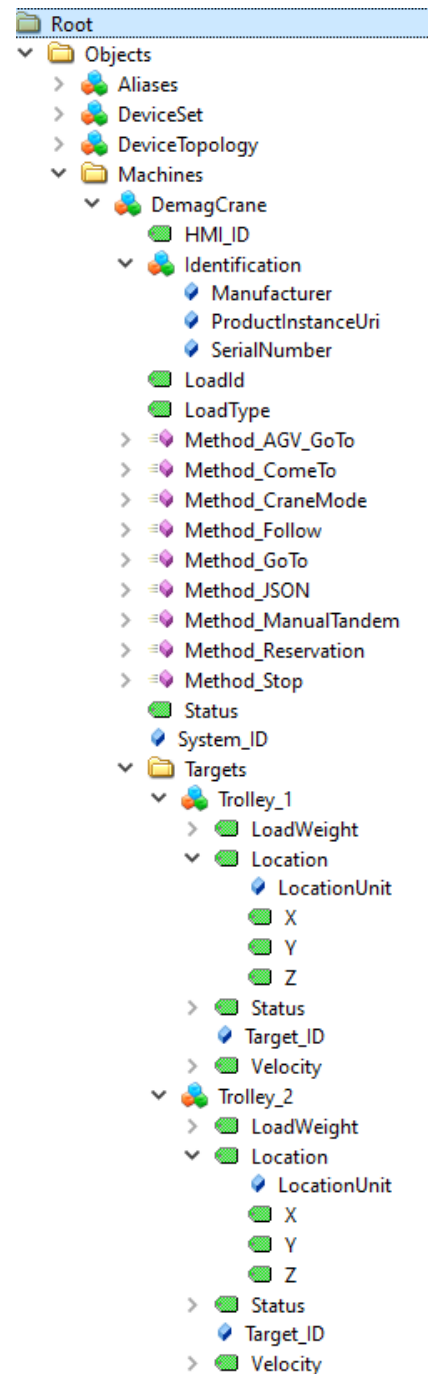 Root
Objects
Aliases
DeviceSet
DeviceTopology
Machines
DemagCrane
HMI_ID
Identification
Manufacturer
ProductInstanceUri
SerialNumber
LoadId
LoadType
Method_AGV_GoTo
Method_ComeTo
Method_CraneMode
Method_Follow
Method_GoTo
Method_JSON
Method_ManualTandem
Method_Reservation
Method_Stop
Status
System_ID
Targets
Trolley_1
LoadWeight
Location
LocationUnit
X
Y
Z
Status
Target_ID
Velocity
Trolley_2
LoadWeight
Location
LocationUnit
X
Y
Z
Status
Target_ID
Velocity